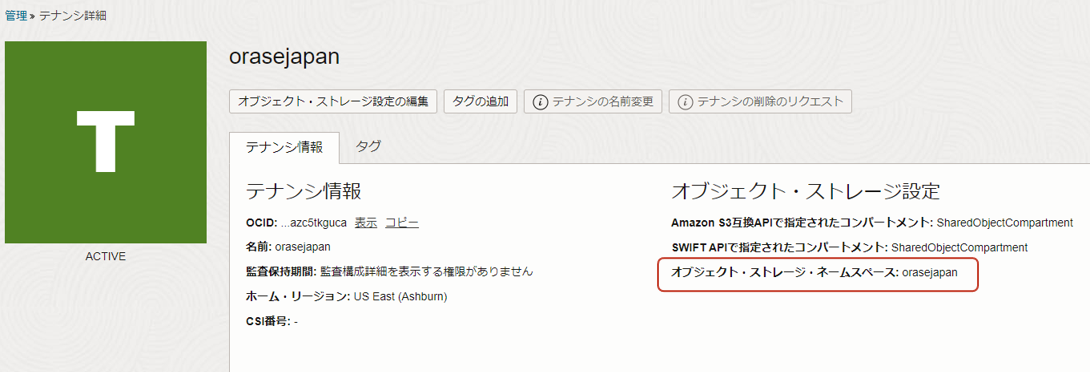 管理 » テナンシ詳細
T
ACTIVE
orasejapan
オブジェクト・ストレージ設定の編集 タグの追加 テナンシの名前変更 テナンシの削除のリクエスト
テナンシ情報 タグ
テナンシ情報
OCID: ...azc5tkguca 表示 コピー
名前: orasejapan
監査保持期間: 監査構成詳細を表示する権限がありません
ホーム・リージョン: US East (Ashburn)
CSI番号: -
オブジェクト・ストレージ設定
Amazon S3互換APIで指定されたコンパートメント: SharedObjectCompartment
SWIFT APIで指定されたコンパートメント: SharedObjectCompartment
オブジェクト・ストレージ・ネームスペース: orasejapan